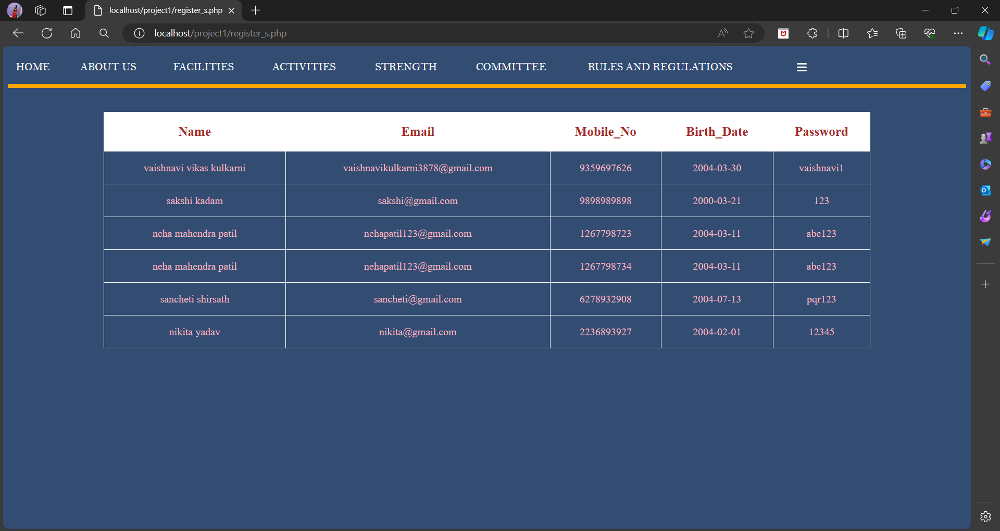 localhost/project1/register_s.php
localhost/project1/register_s.php
HOME ABOUT US FACILITIES ACTIVITIES STRENGTH COMMITTEE RULES AND REGULATIONS
Name Email Mobile_No Birth_Date Password
vaishnavi vikas kulkarni vaishnavikulkarni3878@gmail.com 9359697626 2004-03-30 vaishnavi1
sakshi kadam sakshi@gmail.com 9898989898 2000-03-21 123
neha mahendra patil nehapatil123@gmail.com 1267798723 2004-03-11 abc123
neha mahendra patil nehapatil123@gmail.com 1267798734 2004-03-11 abc123
sancheti shirsath sancheti@gmail.com 6278932908 2004-07-13 pqr123
nikita yadav nikita@gmail.com 2236893927 2004-02-01 12345